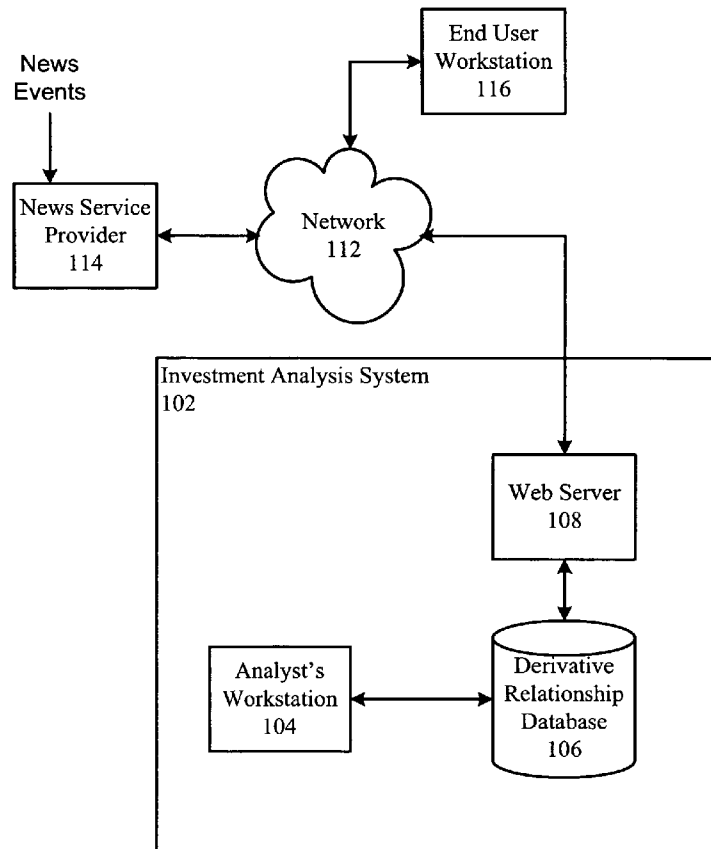 End User
Workstation
116
News
Events
News Service
Provider
114
Network
112
Investment Analysis System
102
Web Server
108
Analyst's
Workstation
104
Derivative
Relationship
Database
106